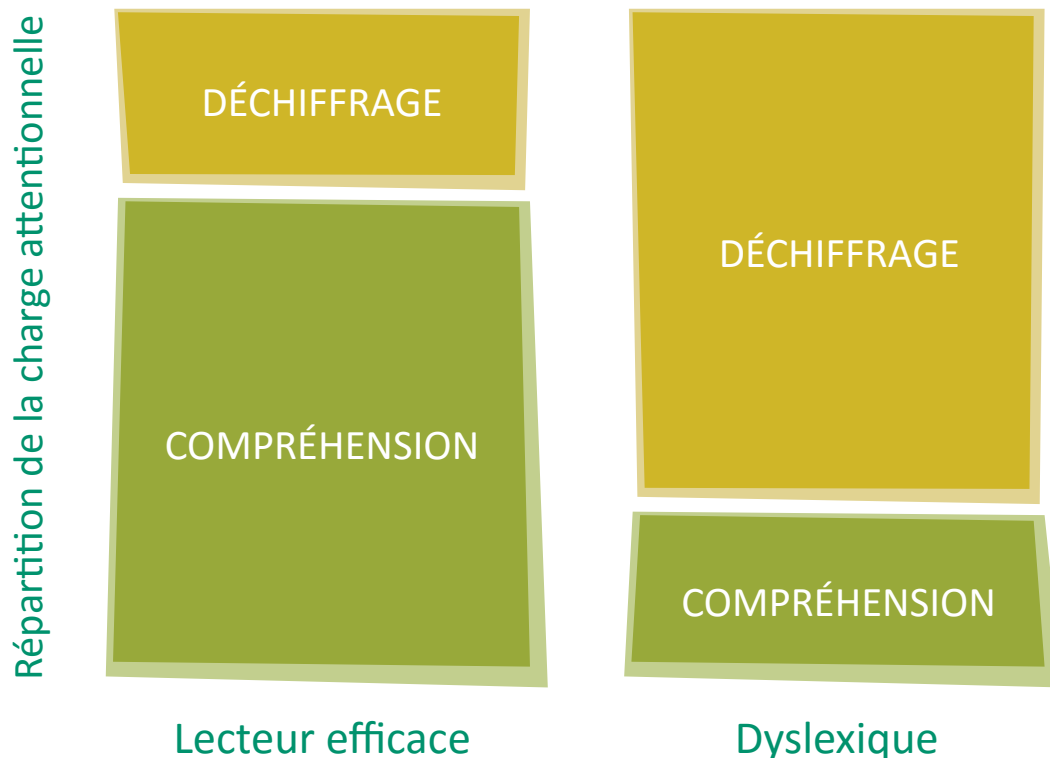 Répartition de la charge attentionnelle
DÉCHIFFRAGE
COMPRÉHENSION
Lecteur efficace
DÉCHIFFRAGE
COMPRÉHENSION
Dyslexique